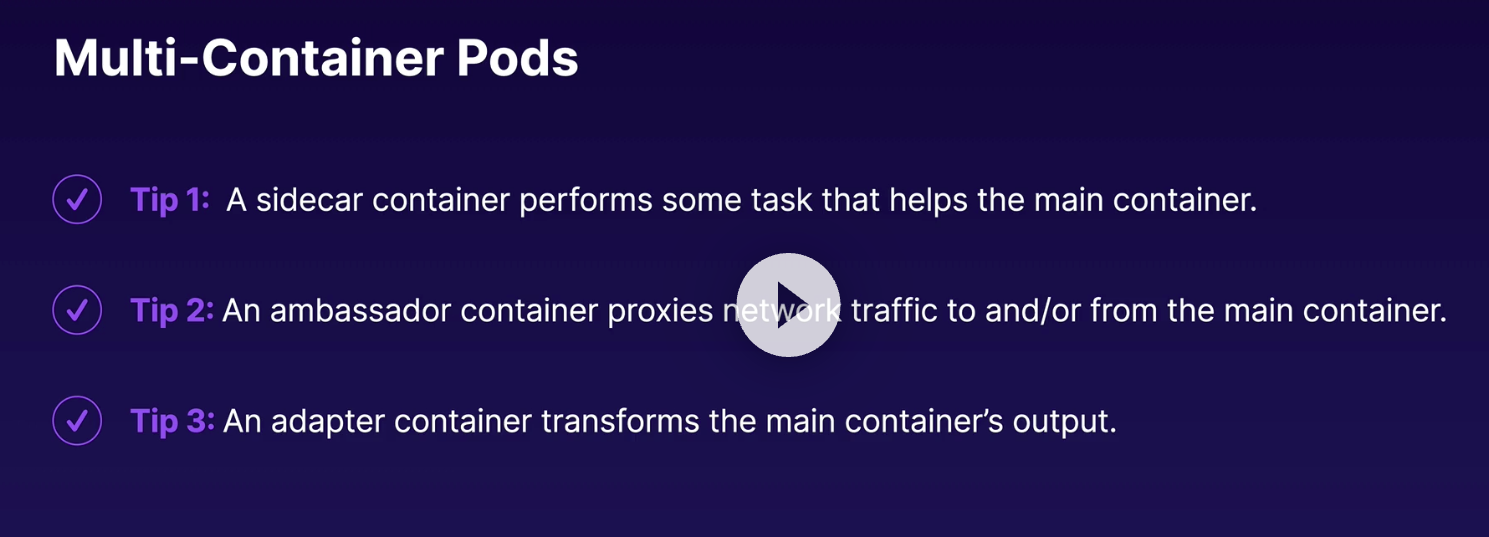 Multi-Container Pods
Tip 1: A sidecar container performs some task that helps the main container.
Tip 2: An ambassador container proxies network traffic to and/or from the main container.
Tip 3: An adapter container transforms the main container’s output.